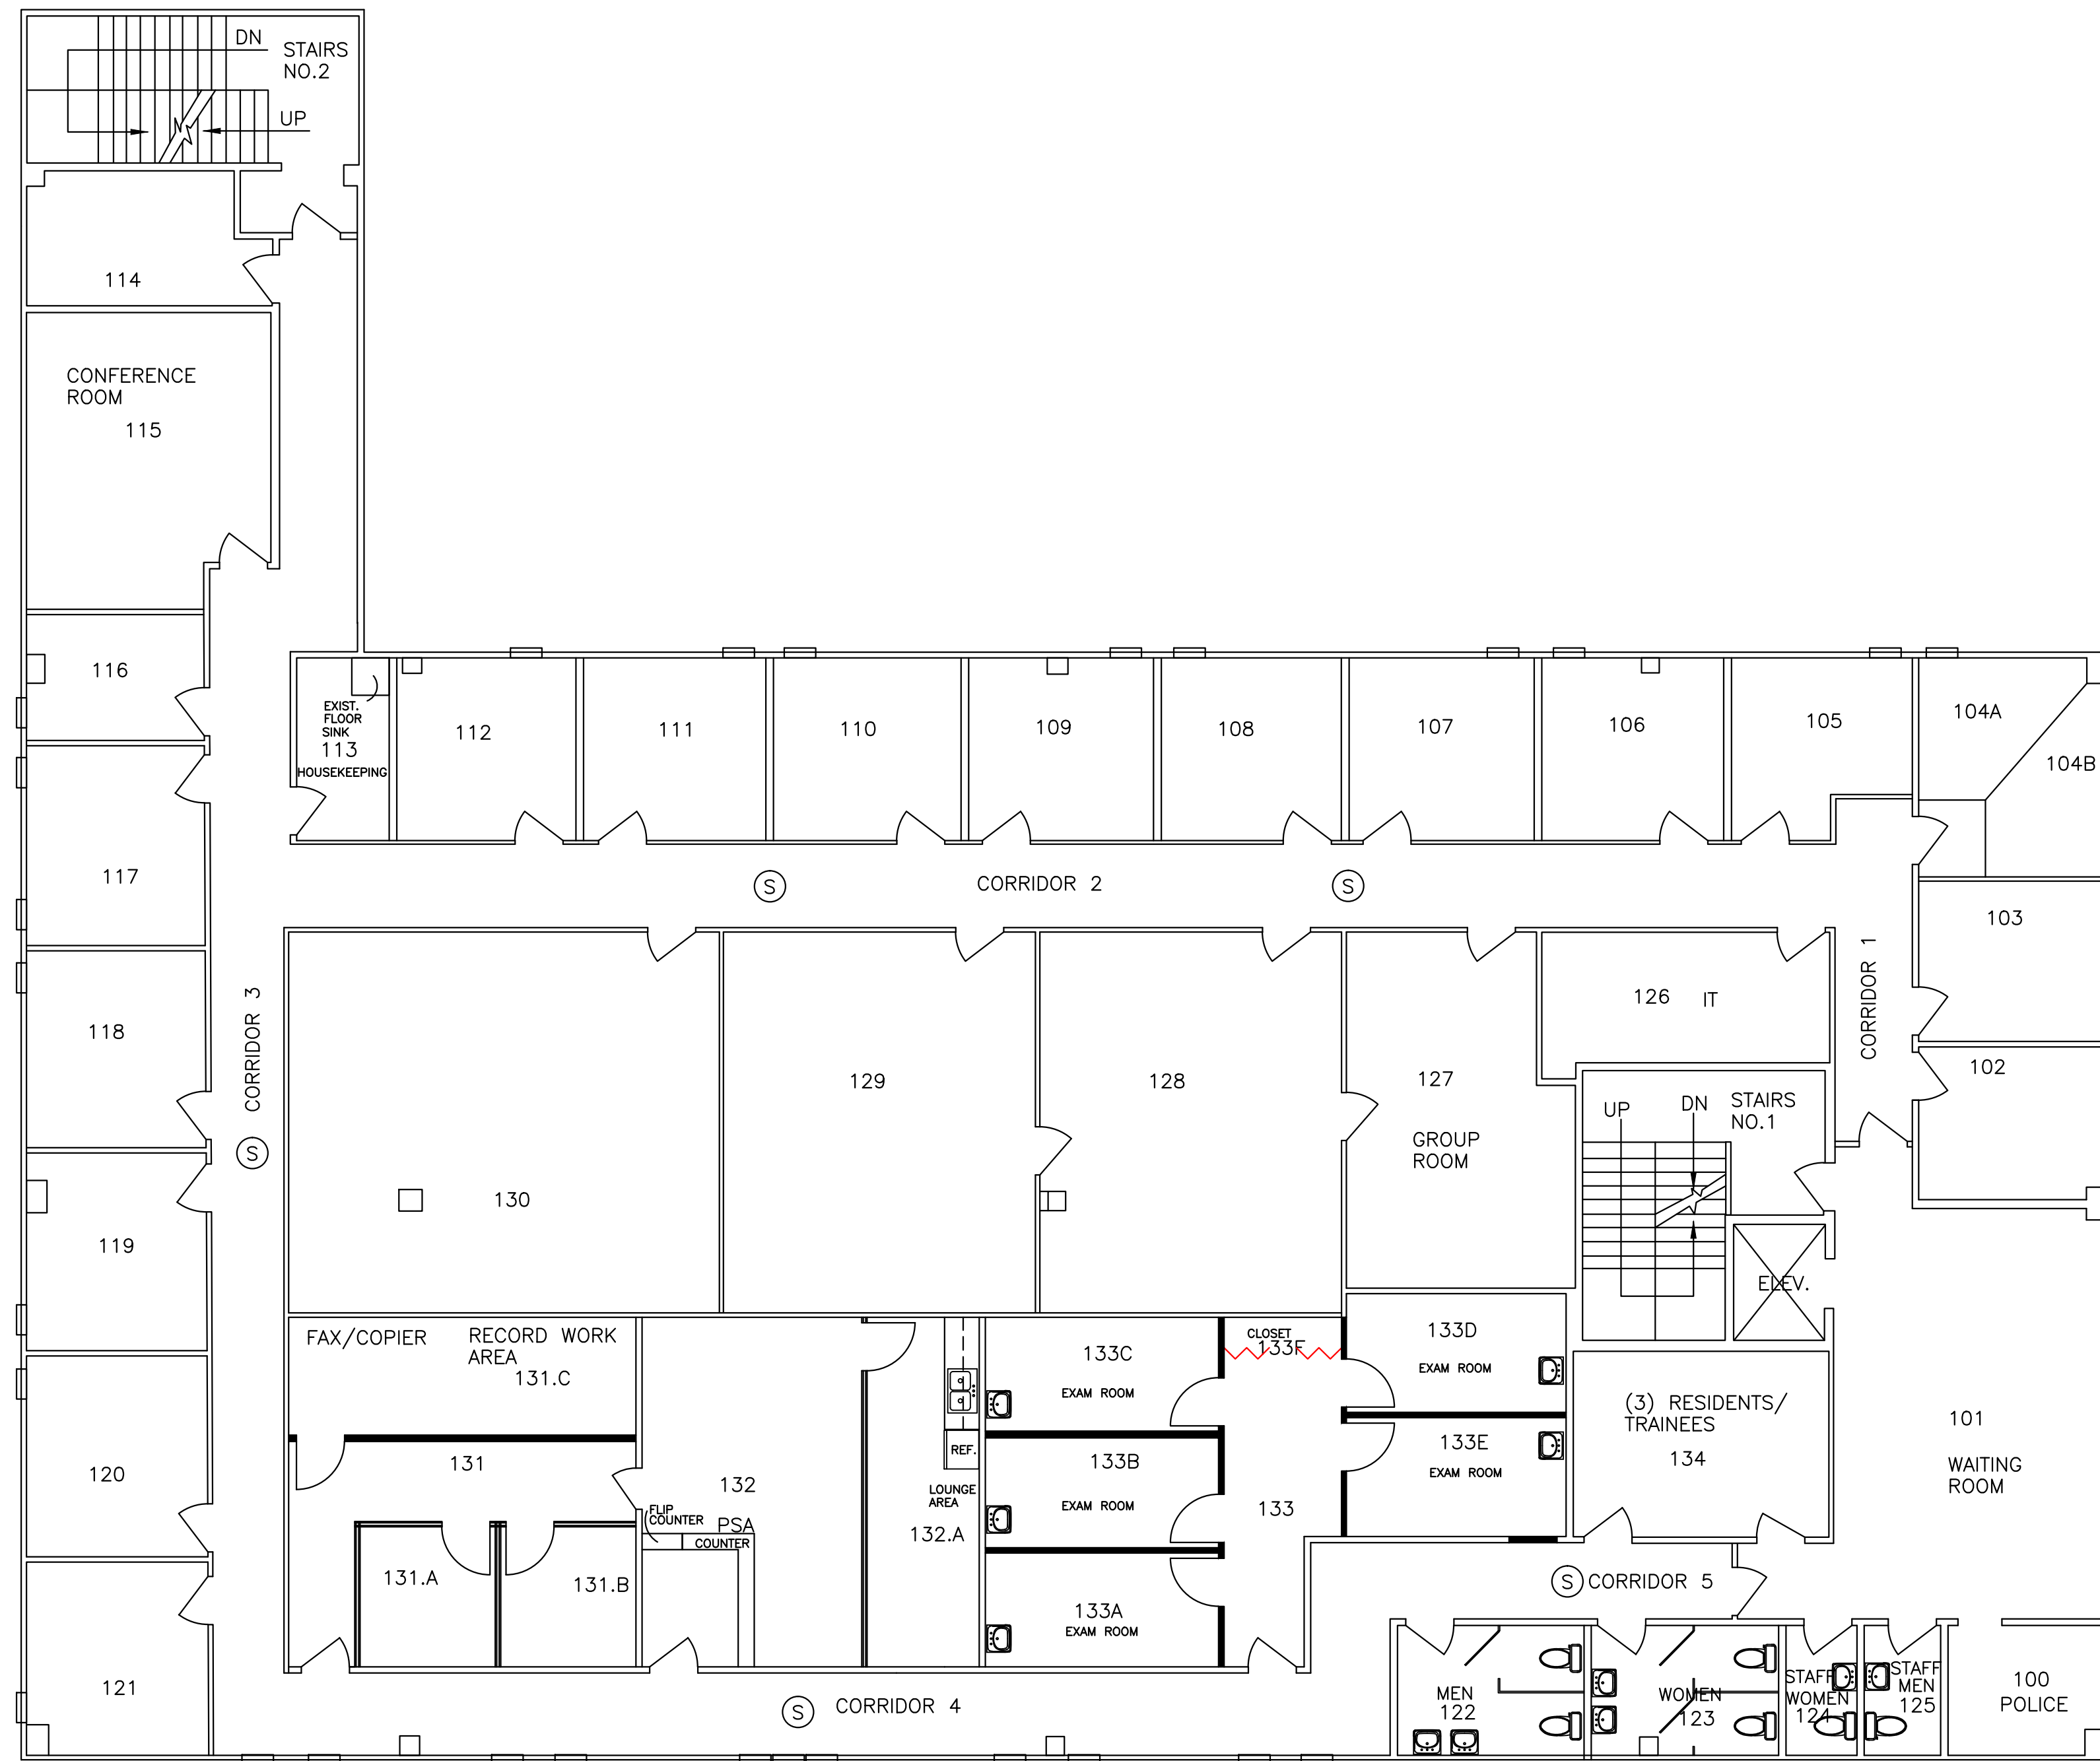 DN
STAIRS
NO.2
UP
114
CONFERENCE
ROOM
115
116
EXIST.
FLOOR
SINK
113
HOUSEKEEPING
112
111
110
109
108
107
106
105
104A
104B
117
S
CORRIDOR 2
S
103
118
CORRIDOR 3
S
130
129
128
127
GROUP
ROOM
126 IT
CORRIDOR 1
102
UP
DN
STAIRS
NO.1
ELEV.
119
FAX/COPIER
RECORD WORK
AREA
131.C
133C
EXAM ROOM
CLOSET
133F
133D
EXAM ROOM
(3) RESIDENTS/
TRAINEES
134
101
WAITING
ROOM
120
131
132
FLIP
COUNTER
PSA
COUNTER
REF.
LOUNGE
AREA
132.A
133B
EXAM ROOM
133
133E
EXAM ROOM
131.A
131.B
133A
EXAM ROOM
S CORRIDOR 5
121
S CORRIDOR 4
MEN
122
WOMEN
123
STAFF
WOMEN
124
STAFF
MEN
125
100
POLICE